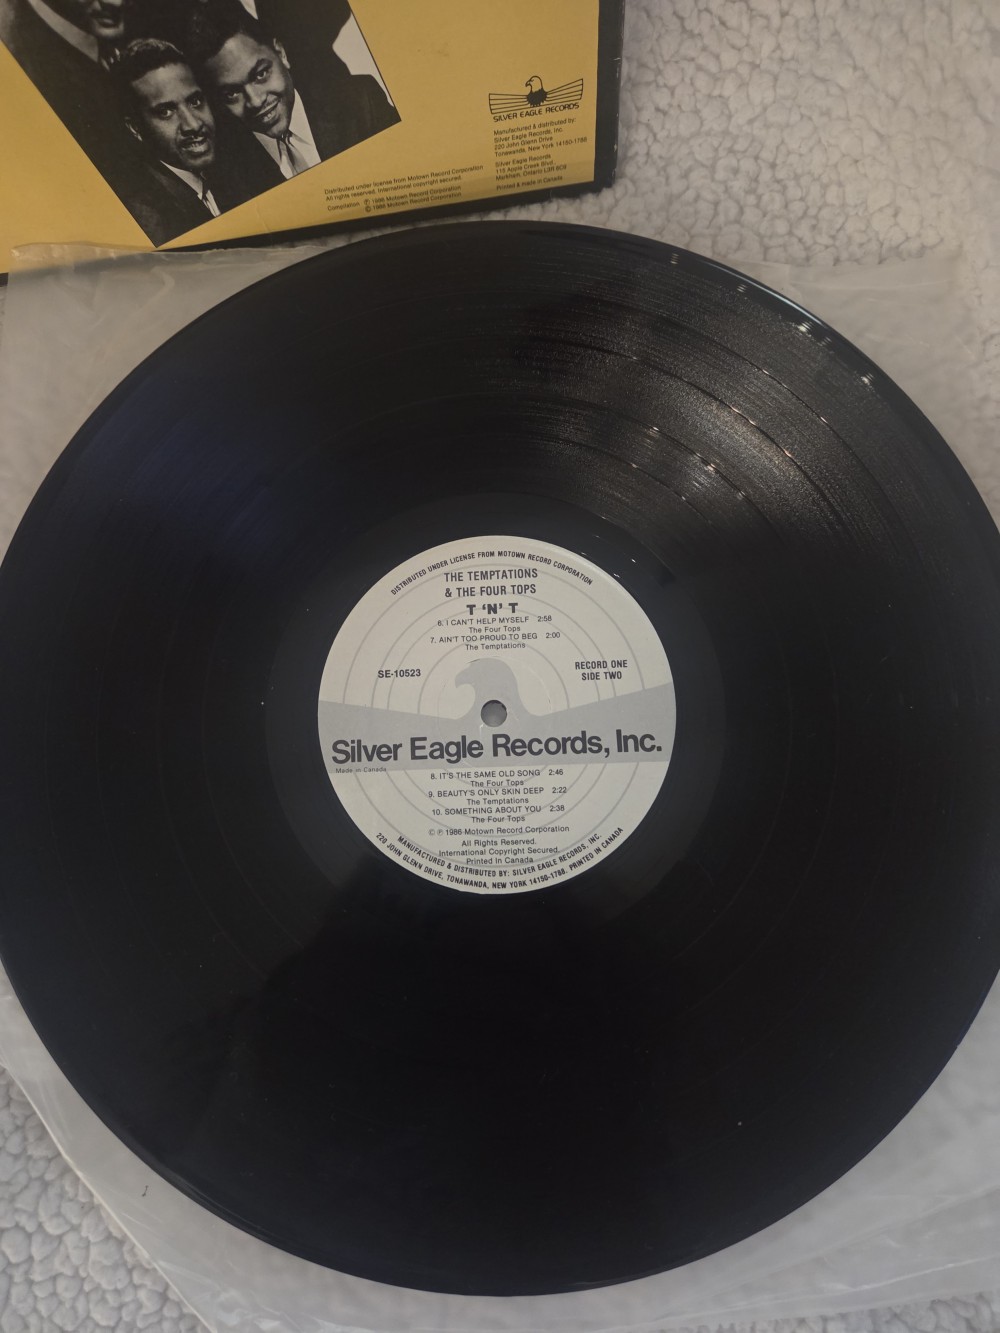 SILVER EAGLE RECORDS
Manufactured & distributed by:
Silver Eagle Records, Inc.
220 John Glenn Drive
Tonawanda, New York 14150-1788
Silver Eagle Records
115 Apple Creek Blvd.
Markham, Ontario L3R 6C9
Printed & made in Canada
Distributed under license from Motown Record Corporation
All rights reserved. International copyright secured.
Compilation ℗ 1986 Motown Record Corporation
© 1986 Motown Record Corporation
DISTRIBUTED UNDER LICENSE FROM MOTOWN RECORD CORPORATION
THE TEMPTATIONS
& THE FOUR TOPS
T 'N' T
6. I CAN'T HELP MYSELF 2:58
The Four Tops
7. AIN'T TOO PROUD TO BEG 2:00
The Temptations
SE-10523
RECORD ONE
SIDE TWO
Silver Eagle Records, Inc.
Made in Canada
8. IT'S THE SAME OLD SONG 2:46
The Four Tops
9. BEAUTY'S ONLY SKIN DEEP 2:22
The Temptations
10. SOMETHING ABOUT YOU 2:38
The Four Tops
© ℗ 1986 Motown Record Corporation
All Rights Reserved.
International Copyright Secured.
Printed In Canada
MANUFACTURED & DISTRIBUTED BY: SILVER EAGLE RECORDS, INC.
220 JOHN GLENN DRIVE, TONAWANDA, NEW YORK 14150-1788. PRINTED IN CANADA